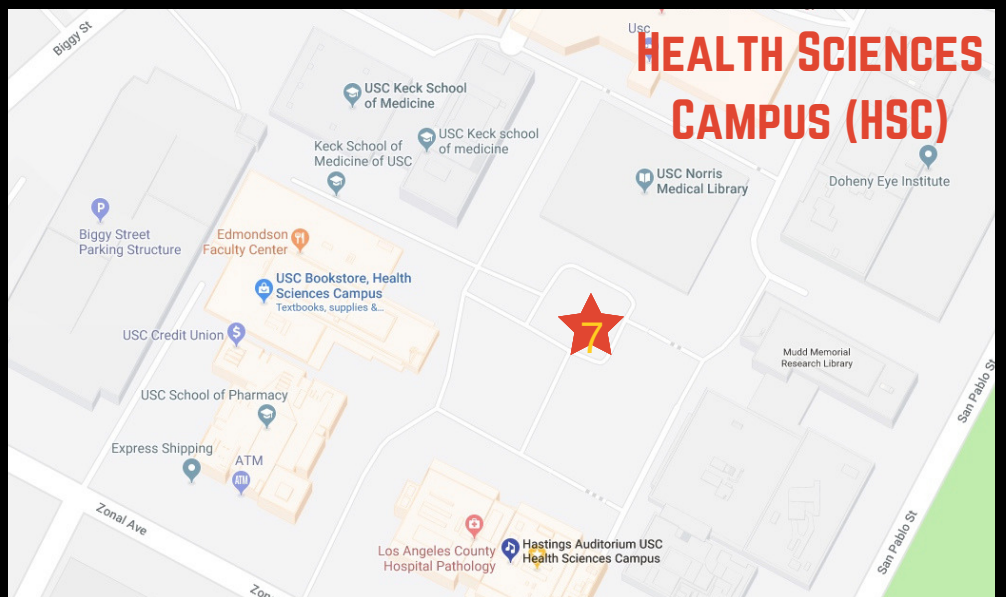 Biggy St
Usc
HEALTH SCIENCES
CAMPUS (HSC)
USC Keck School
of Medicine
USC Keck school
of medicine
Keck School of
Medicine of USC
USC Norris
Medical Library
Doheny Eye Institute
P
Biggy Street
Parking Structure
Edmondson
Faculty Center
USC Bookstore, Health
Sciences Campus
Textbooks, supplies &...
USC Credit Union
$
7
Mudd Memorial
Research Library
San Pablo St
USC School of Pharmacy
Express Shipping
ATM
ATM
Zonal Ave
San Pablo St
Los Angeles County
Hospital Pathology
Hastings Auditorium USC
Health Sciences Campus
Zon